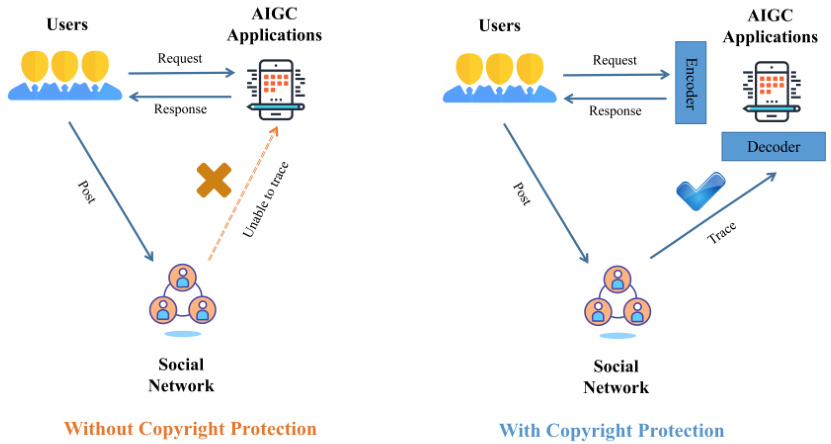 Users
AIGC
Applications
Request
Response
Post
Unable to trace
Social
Network
Without Copyright Protection
Users
AIGC
Applications
Request
Response
Encoder
Decoder
Post
Trace
Social
Network
With Copyright Protection